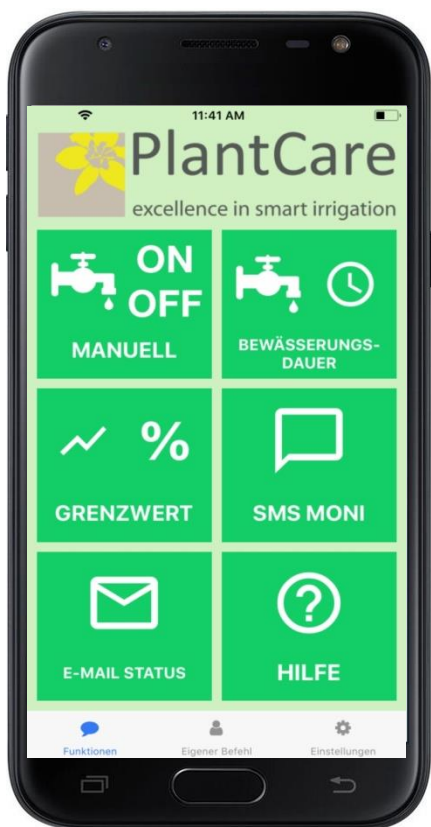 11:41 AM
PlantCare
excellence in smart irrigation
ON
OFF
MANUELL
BEWÄSSERUNGS-
DAUER
%
GRENZWERT
SMS MONI
E-MAIL STATUS
?
HILFE
Funktionen
Eigener Befehl
Einstellungen